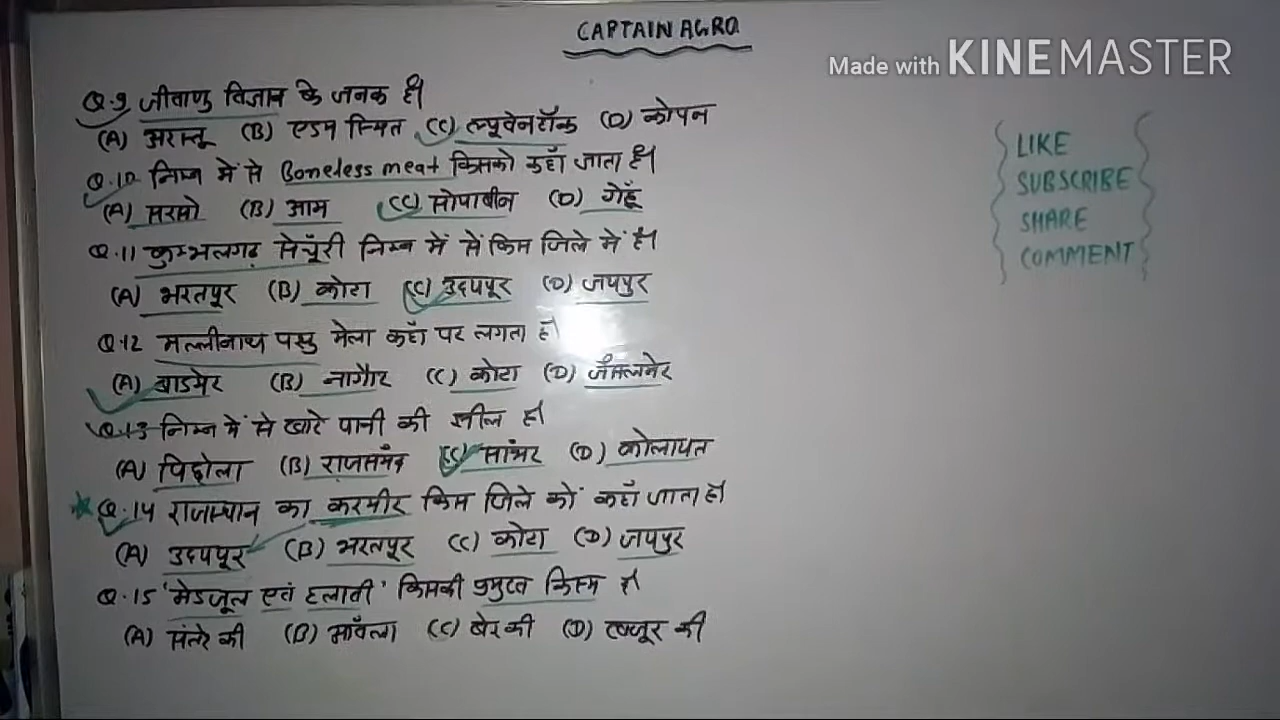 CAPTAIN AGRO
Made with KINEMASTER
Q.9 जीवाणु विज्ञान के जनक है।
(A) अरस्तू (B) एडम स्मित (C) ल्यूवेनहॉक (D) कोपन
Q.10 निम्न में से Boneless meat किसको कहाँ जाता है।
(A) सरसो (B) आम (C) सोयाबीन (D) गेहूँ
Q.11 कुम्भलगढ़ सेंचूरी निम्न में सें किस जिले में है।
(A) भरतपूर (B) कोटा (C) उदयपूर (D) जयपुर
Q.12 मल्लीनाथ पसु मेला कहाँ पर लगता है।
(A) बाडमेर (B) नागौर (C) कोटा (D) जैसलमेर
Q.13 निम्न में से खारे पानी की झील है।
(A) पिछोला (B) राजसमंद (C) सांभर (D) कोलायत
Q.14 राजस्थान का कश्मीर किस जिले कों कहाँ जाता है।
(A) उदयपूर (B) भरतपूर (C) कोटा (D) जयपुर
Q.15 'मेडजूल एवं हलावी' किसकी प्रमुख किस्म है।
(A) संतरे की (B) आँवला (C) बेर की (D) खजूर की
LIKE
SUBSCRIBE
SHARE
COMMENT